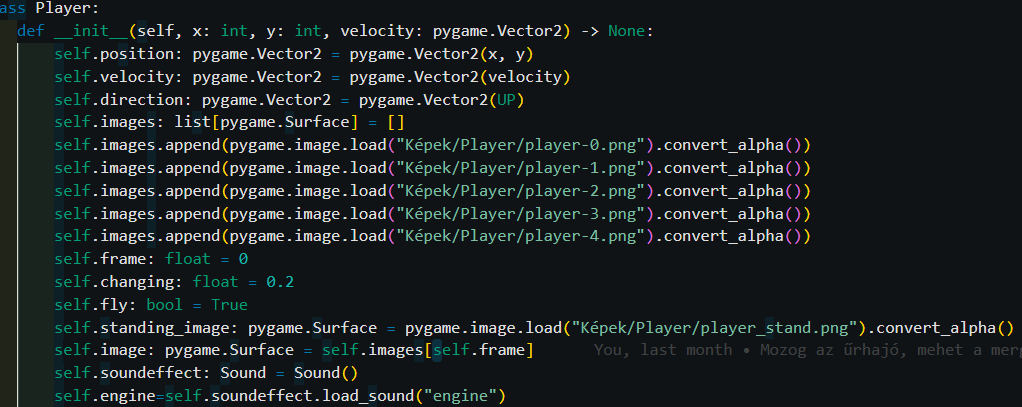 ass Player:
def __init__(self, x: int, y: int, velocity: pygame.Vector2) -> None:
self.position: pygame.Vector2 = pygame.Vector2(x, y)
self.velocity: pygame.Vector2 = pygame.Vector2(velocity)
self.direction: pygame.Vector2 = pygame.Vector2(UP)
self.images: list[pygame.Surface] = []
self.images.append(pygame.image.load("Képek/Player/player-0.png").convert_alpha())
self.images.append(pygame.image.load("Képek/Player/player-1.png").convert_alpha())
self.images.append(pygame.image.load("Képek/Player/player-2.png").convert_alpha())
self.images.append(pygame.image.load("Képek/Player/player-3.png").convert_alpha())
self.images.append(pygame.image.load("Képek/Player/player-4.png").convert_alpha())
self.frame: float = 0
self.changing: float = 0.2
self.fly: bool = True
self.standing_image: pygame.Surface = pygame.image.load("Képek/Player/player_stand.png").convert_alpha()
self.image: pygame.Surface = self.images[self.frame] You, last month • Mozog az űrhajó, mehet a merg
self.soundeffect: Sound = Sound()
self.engine=self.soundeffect.load_sound("engine")